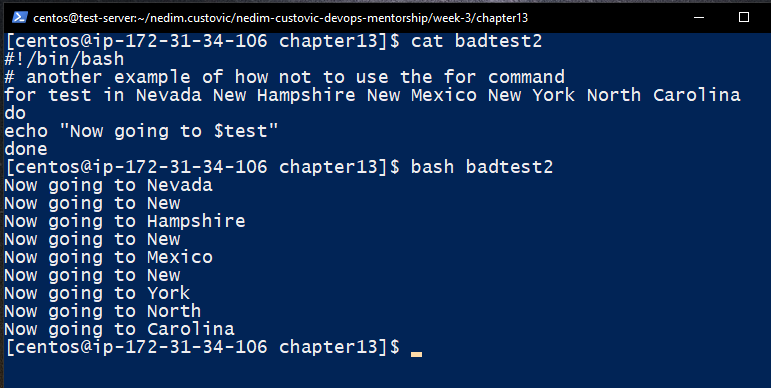 centos@test-server:~/nedim.custovic/nedim-custovic-devops-mentorship/week-3/chapter13
[centos@ip-172-31-34-106 chapter13]$ cat badtest2
#!/bin/bash
# another example of how not to use the for command
for test in Nevada New Hampshire New Mexico New York North Carolina
do
echo "Now going to $test"
done
[centos@ip-172-31-34-106 chapter13]$ bash badtest2
Now going to Nevada
Now going to New
Now going to Hampshire
Now going to New
Now going to Mexico
Now going to New
Now going to York
Now going to North
Now going to Carolina
[centos@ip-172-31-34-106 chapter13]$